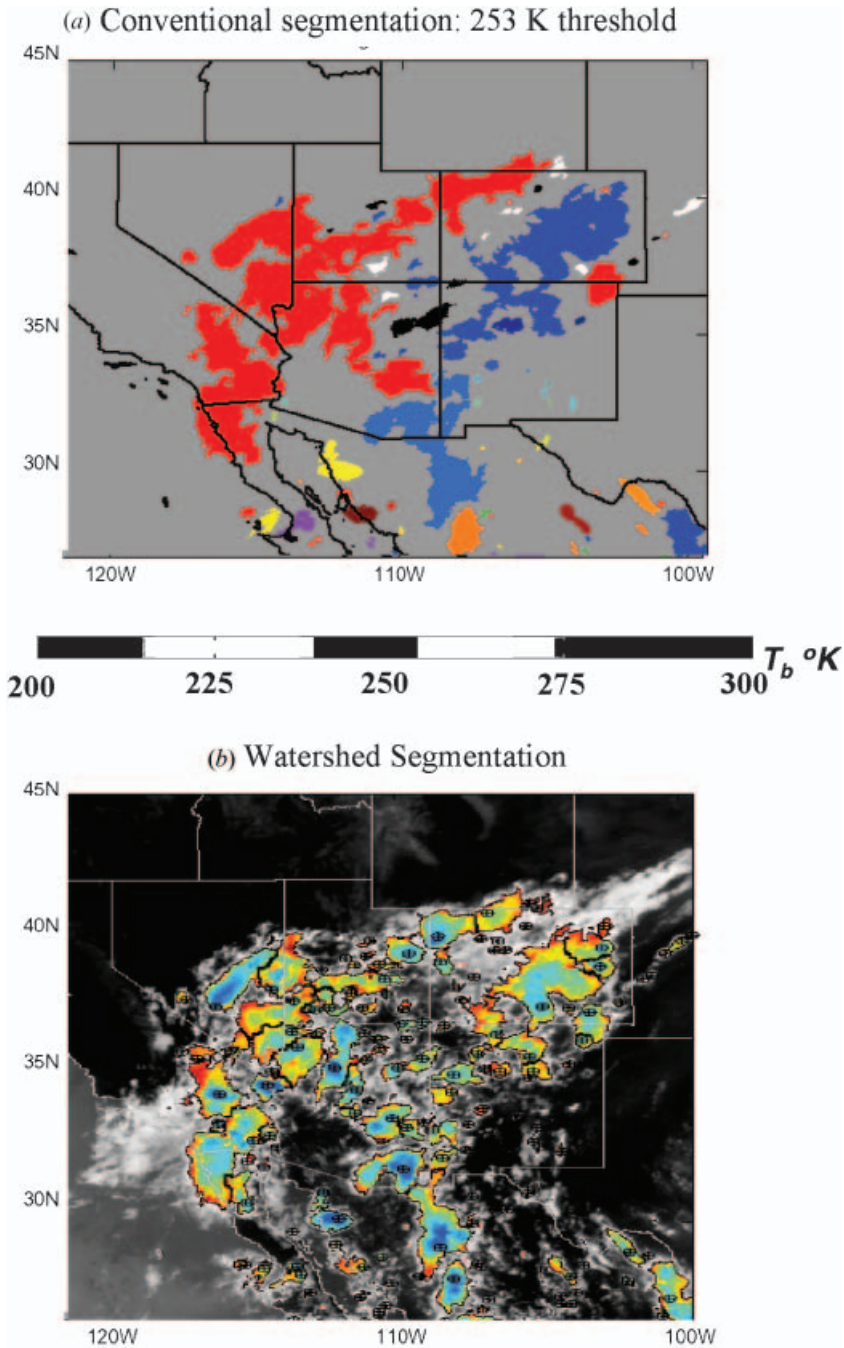 (a) Conventional segmentation: 253 K threshold
45N
40N
35N
30N
120W 110W 100W
200 225 250 275 300 T_b °K
(b) Watershed Segmentation
45N
40N
35N
30N
120W 110W 100W